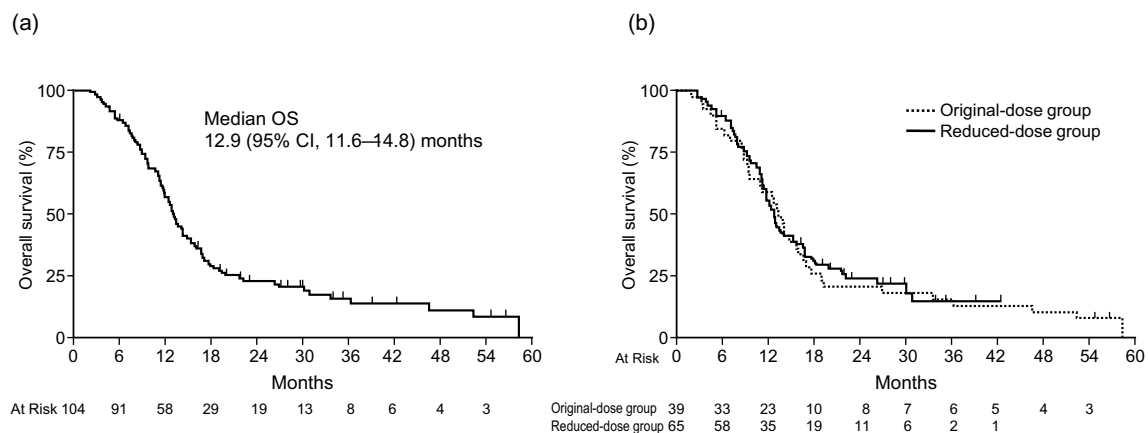 (a)
100
75
50
25
0
Overall survival (%)
Median OS
12.9 (95% CI, 11.6–14.8) months
0 6 12 18 24 30 36 42 48 54 60
Months
At Risk 104 91 58 29 19 13 8 6 4 3
(b)
100
75
50
25
0
Overall survival (%)
Original-dose group
Reduced-dose group
0 6 12 18 24 30 36 42 48 54 60
At Risk
Months
Original-dose group 39 33 23 10 8 7 6 5 4 3
Reduced-dose group 65 58 35 19 11 6 2 1